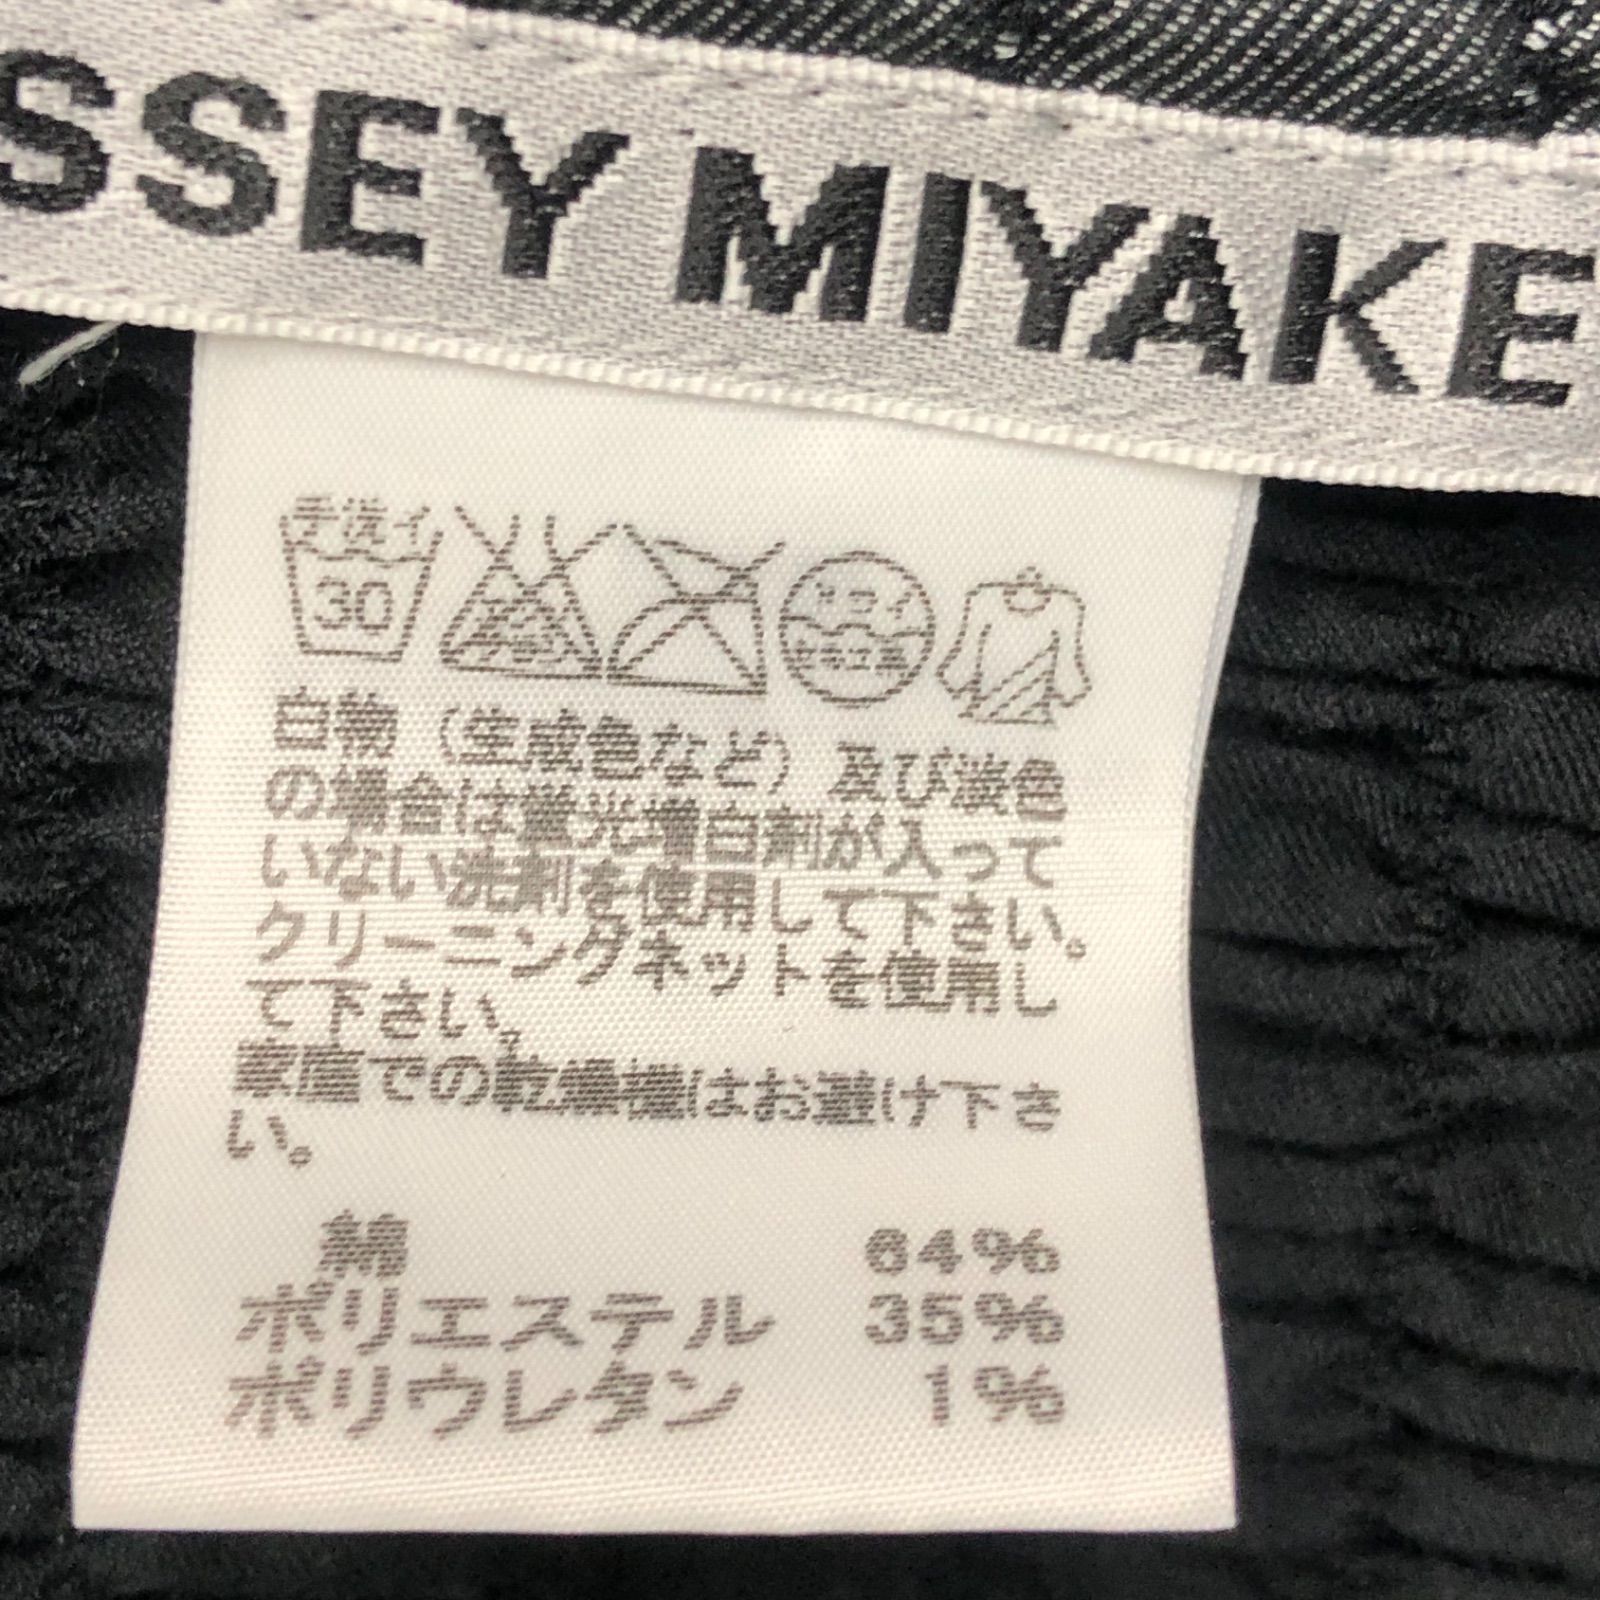 SSEY MIYAKE
手洗イ
30
ドライ
セキユ系
白物(生成色など)及び淡色
の場合は蛍光増白剤が入って
いない洗剤を使用して下さい。
クリーニングネットを使用し
て下さい。
家庭での乾燥機はお避け下さ
い。
綿 64%
ポリエステル 35%
ポリウレタン 1%